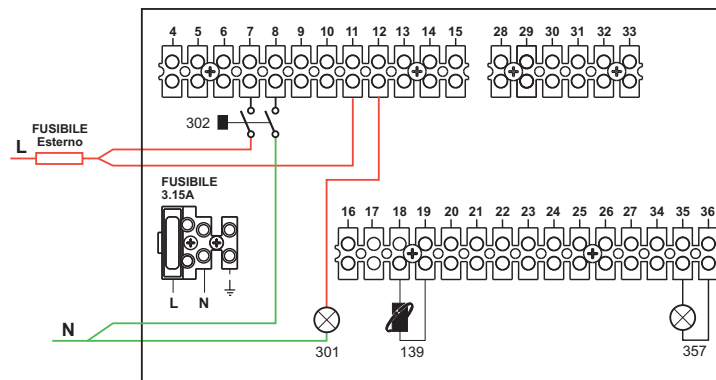 4 5 6 7 8 9 10 11 12 13 14 15
28 29 30 31 32 33
302
FUSIBILE
Esterno
L
FUSIBILE
3.15A
L N
16 17 18 19 20 21 22 23 24 25 26 27 34 35 36
N
301
139
357